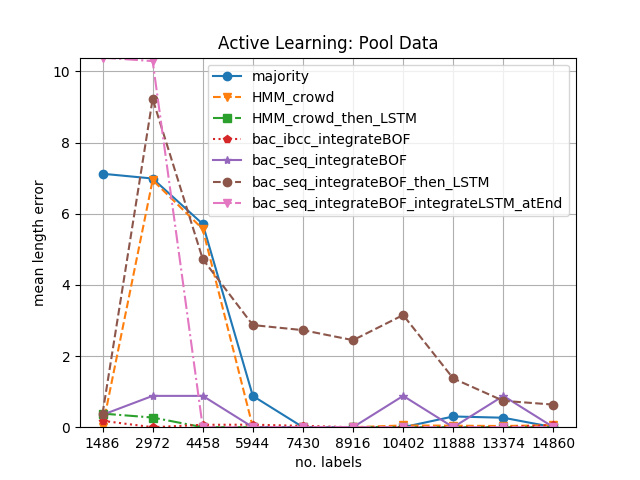 Active Learning: Pool Data
majority
HMM_crowd
HMM_crowd_then_LSTM
bac_ibcc_integrateBOF
bac_seq_integrateBOF
bac_seq_integrateBOF_then_LSTM
bac_seq_integrateBOF_integrateLSTM_atEnd
mean length error
10
8
6
4
2
0
1486 2972 4458 5944 7430 8916 10402 11888 13374 14860
no. labels